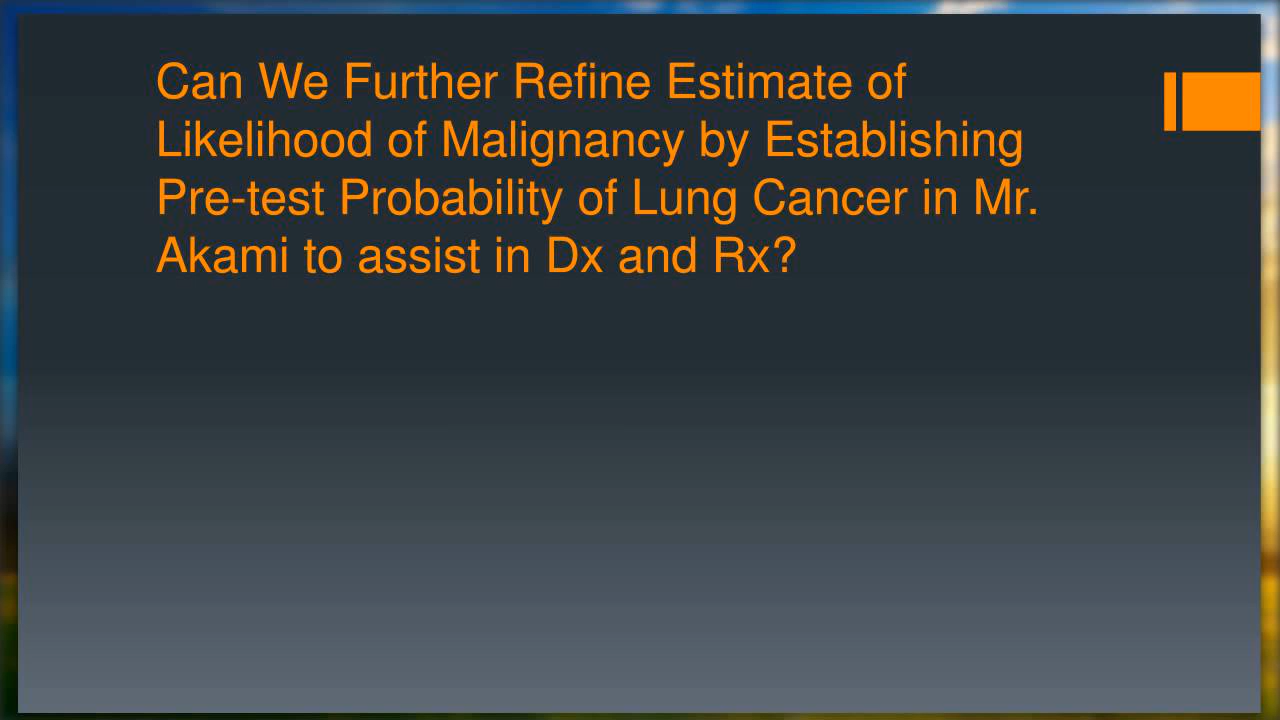 Can We Further Refine Estimate of
Likelihood of Malignancy by Establishing
Pre-test Probability of Lung Cancer in Mr.
Akami to assist in Dx and Rx?